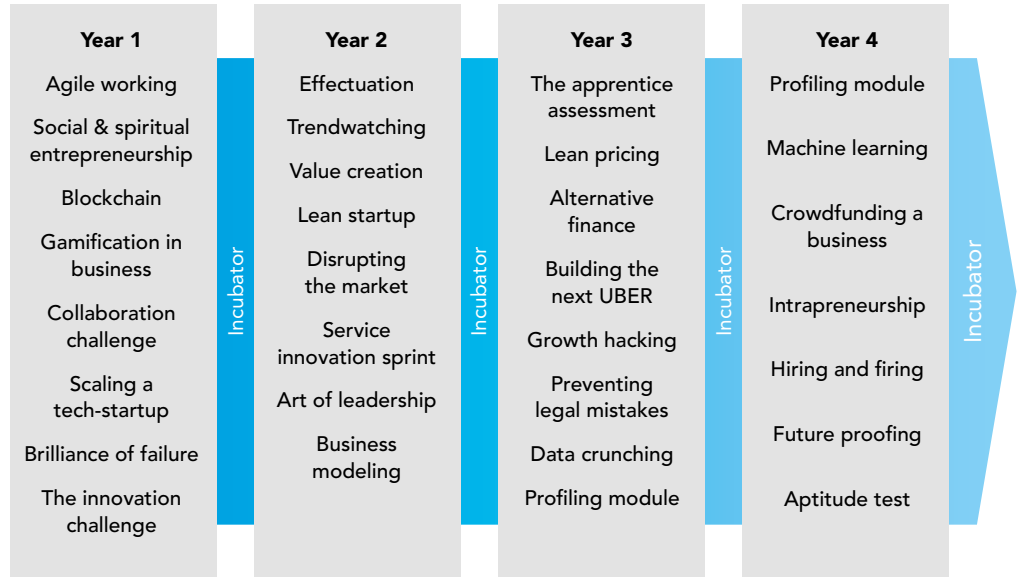 Year 1
Agile working
Social & spiritual
entrepreneurship
Blockchain
Gamification in
business
Collaboration
challenge
Scaling a
tech-startup
Brilliance of failure
The innovation
challenge
Incubator
Year 2
Effectuation
Trendwatching
Value creation
Lean startup
Disrupting
the market
Service
innovation sprint
Art of leadership
Business
modeling
Incubator
Year 3
The apprentice
assessment
Lean pricing
Alternative
finance
Building the
next UBER
Growth hacking
Preventing
legal mistakes
Data crunching
Profiling module
Incubator
Year 4
Profiling module
Machine learning
Crowdfunding a
business
Intrapreneurship
Hiring and firing
Future proofing
Aptitude test
Incubator